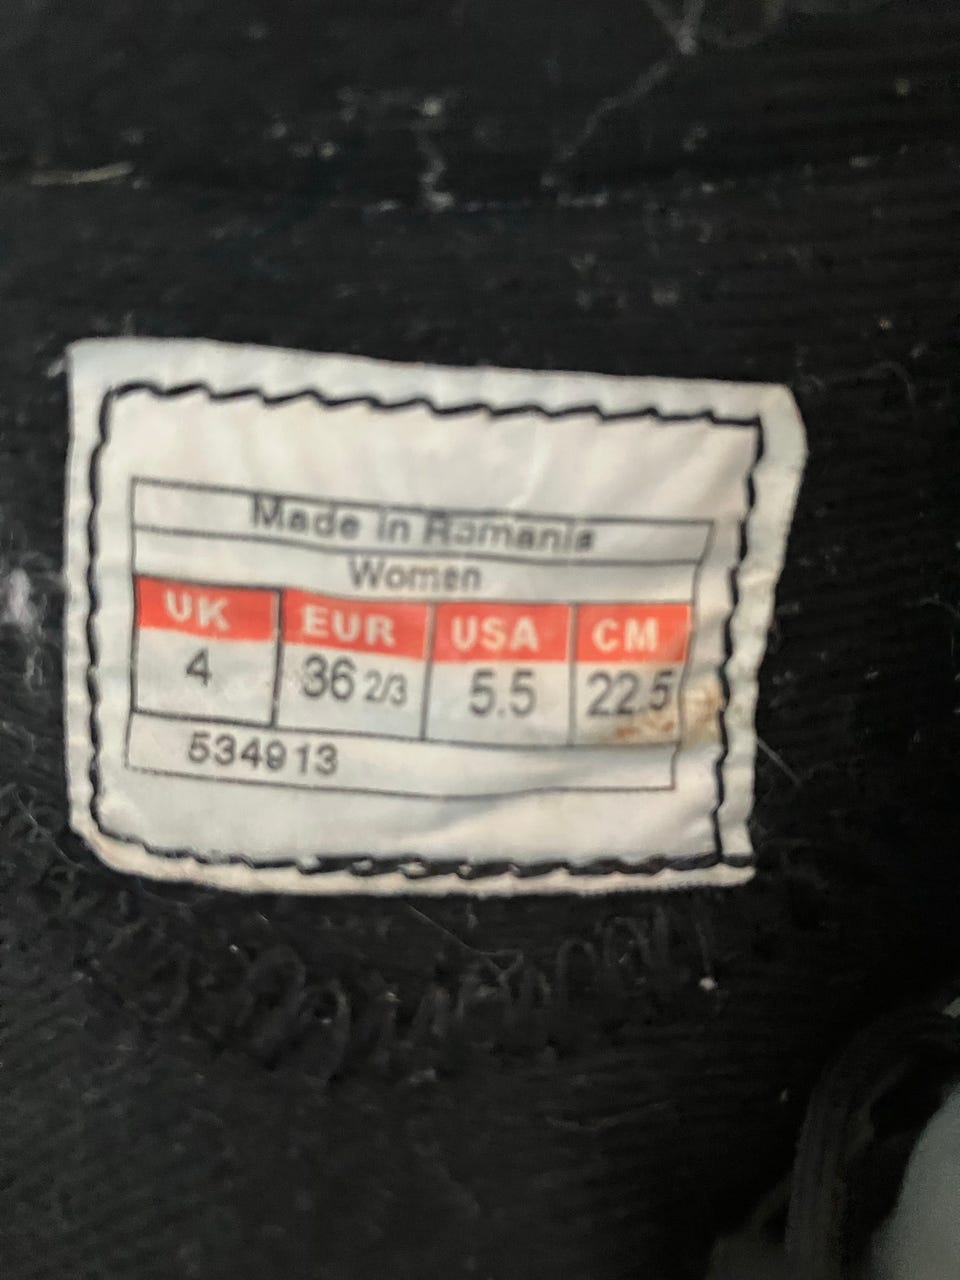 Made in Romania
Women
UK EUR USA CM
4 36 2/3 5.5 22.5
534913